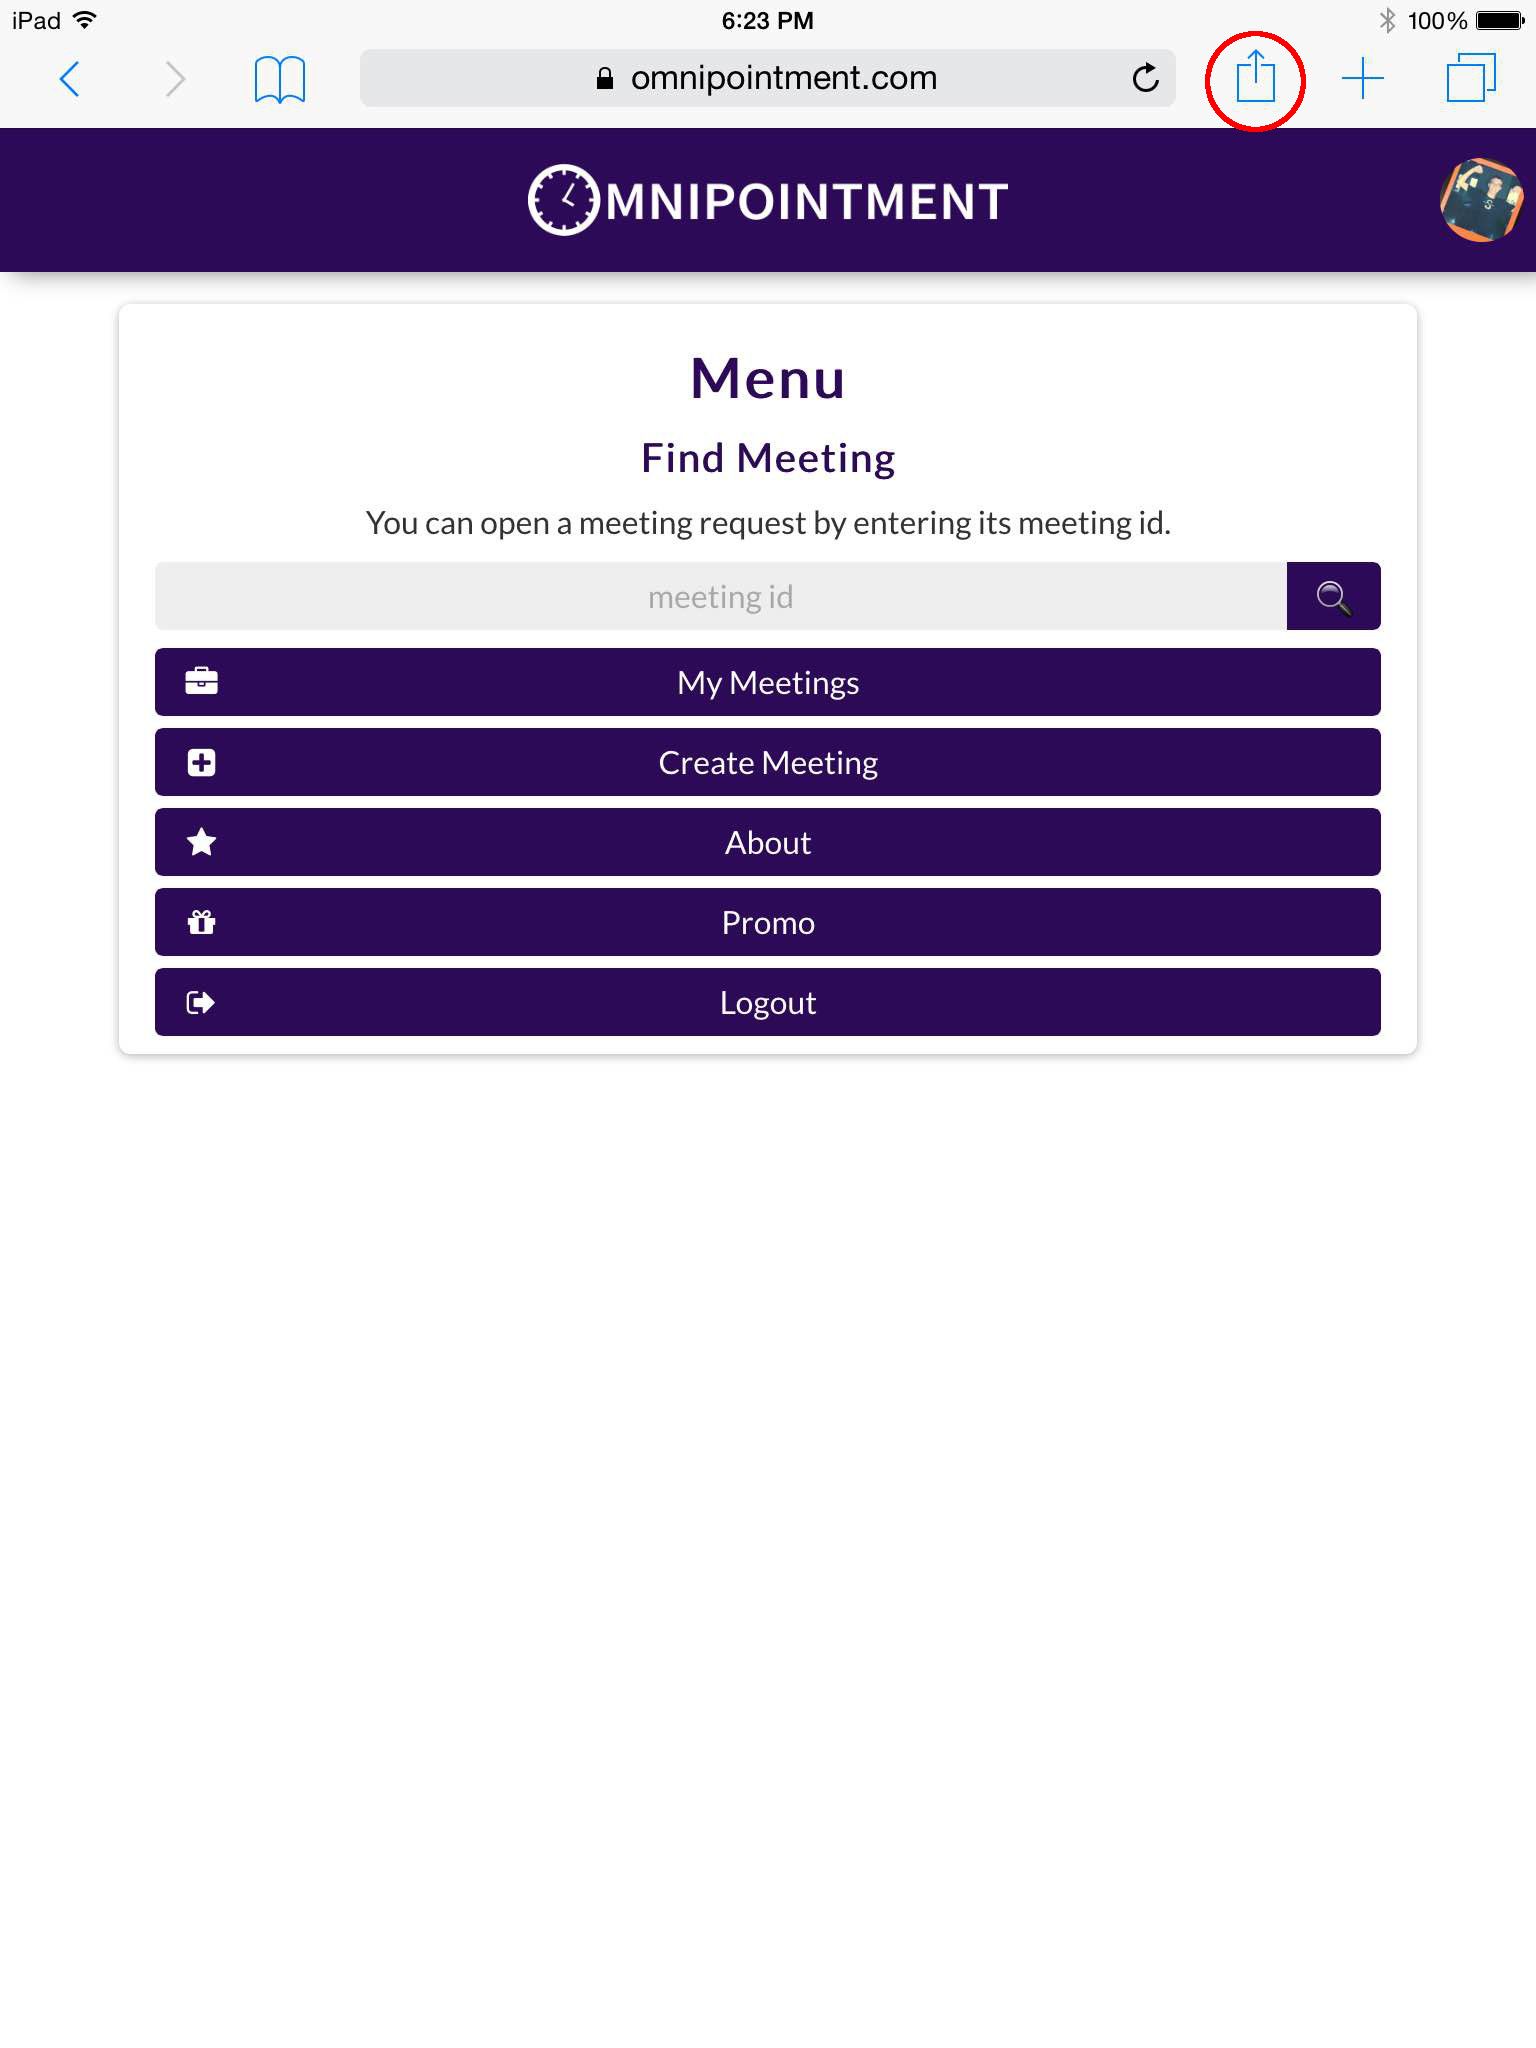 iPad 6:23 PM 100%
omnipointment.com
OMNIPOINTMENT
Menu
Find Meeting
You can open a meeting request by entering its meeting id.
meeting id
My Meetings
Create Meeting
About
Promo
Logout